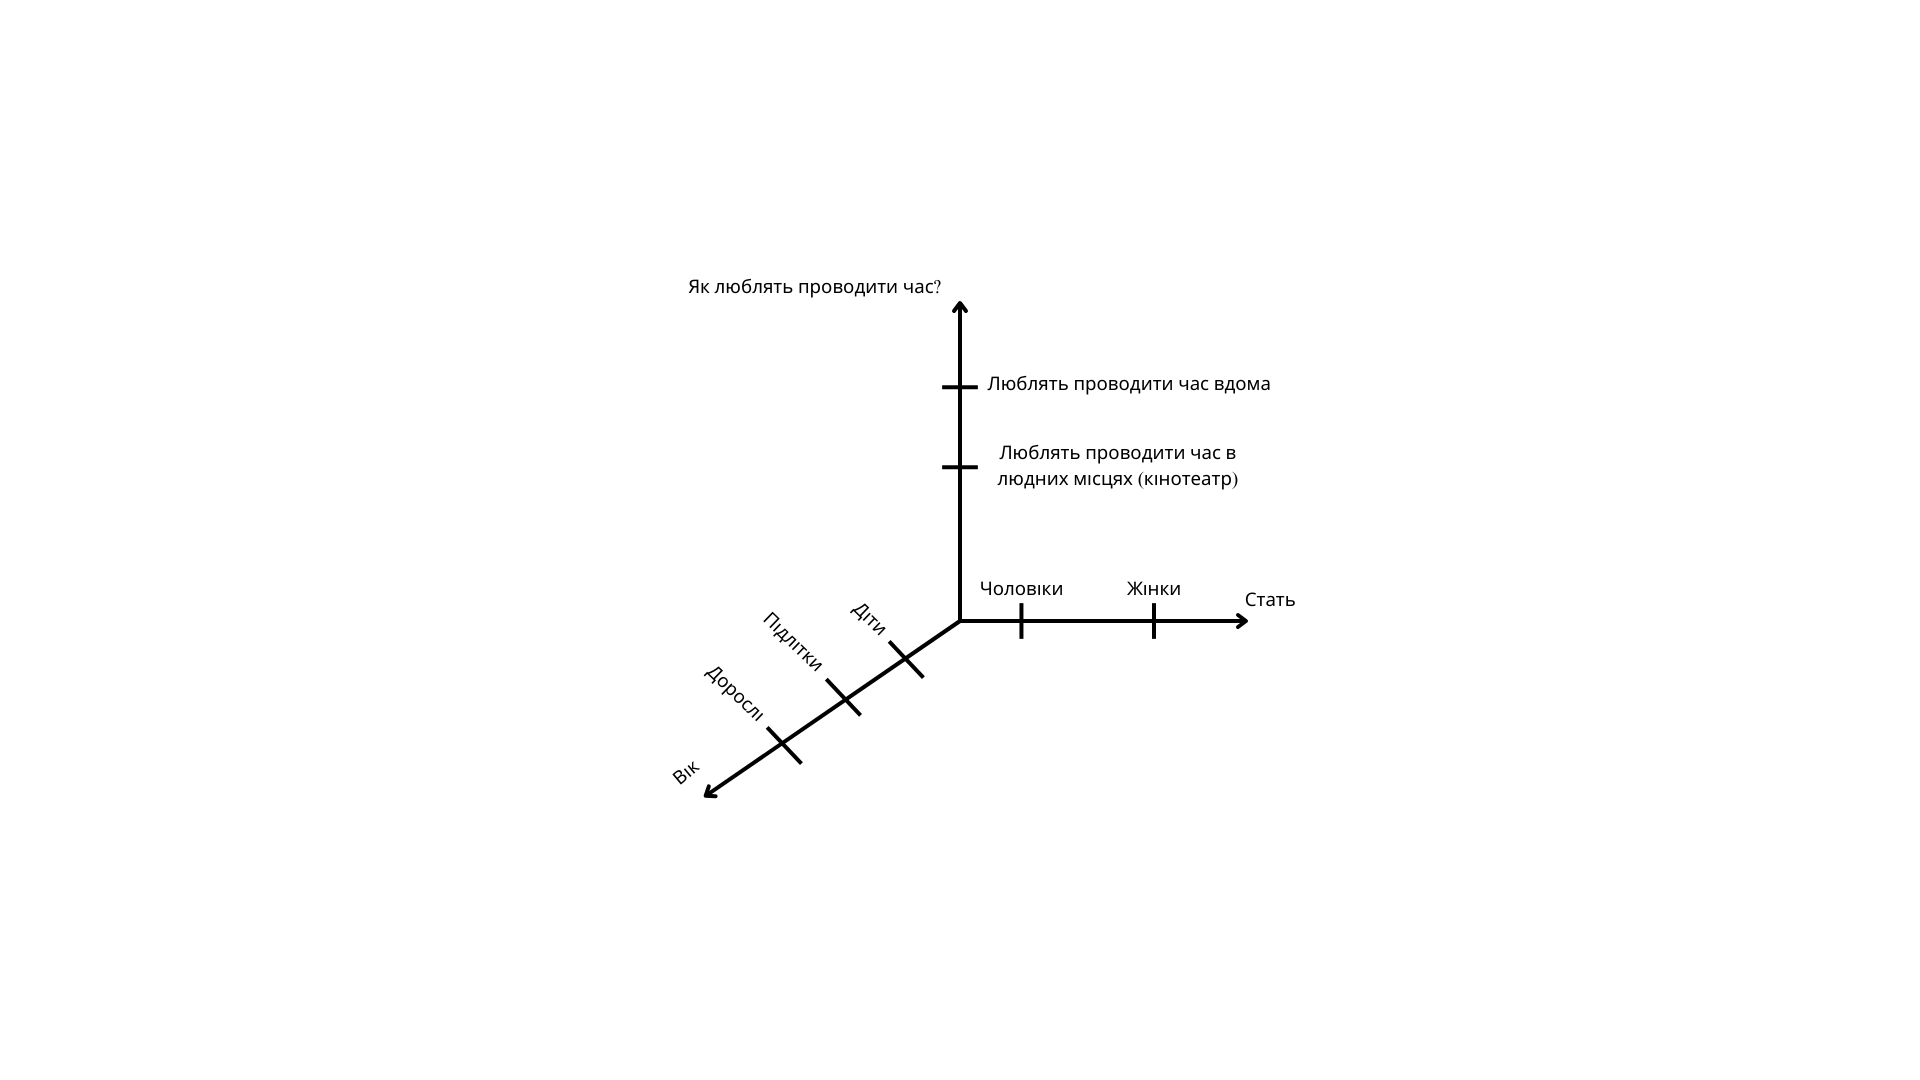 Як люблять проводити час?
Люблять проводити час вдома
Люблять проводити час в
людних місцях (кінотеатр)
Чоловіки
Жінки
Стать
Діти
Підлітки
Дорослі
Вік